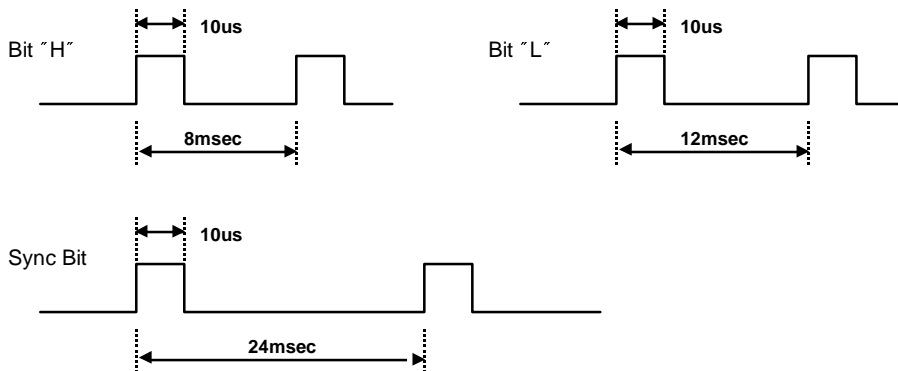 10us
10us
Bit ˝H˝
Bit ˝L˝
8msec
12msec
10us
Sync Bit
24msec